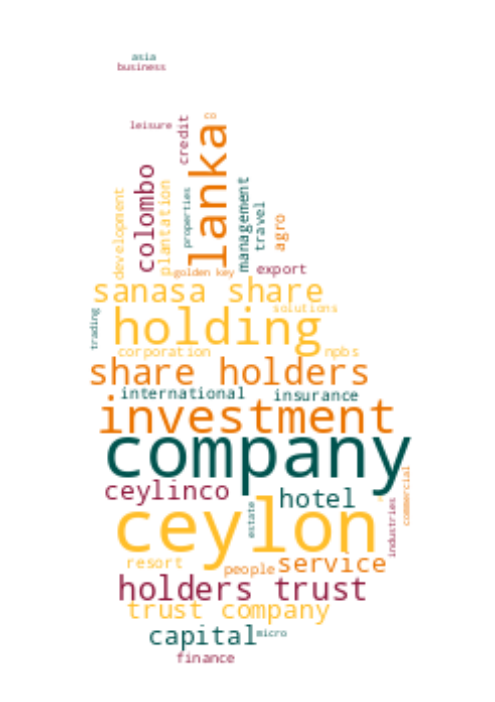 asia
business
co
leisure
credit
lanka
colombo
plantation
development
properties
management
travel
agro
golden key
export
sanasa share
solutions
trading
holding
corporation
npbs
share holders
international
insurance
investment
company
commercial
ceylinco
hotel
ceylon
estate
industries
resort
people
service
holders trust
trust company
capital
micro
finance